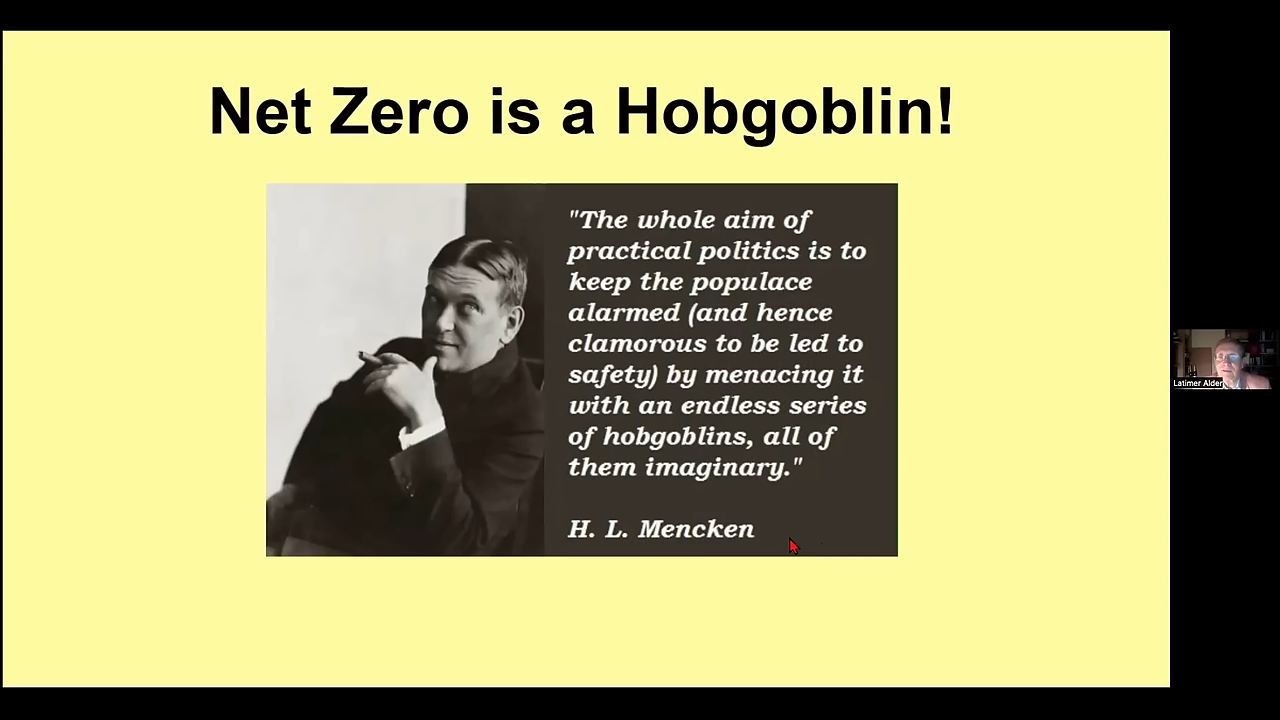 Net Zero is a Hobgoblin!
"The whole aim of
practical politics is to
keep the populace
alarmed (and hence
clamorous to be led to
safety) by menacing it
with an endless series
of hobgoblins, all of
them imaginary."
H. L. Mencken
Latimer Alder